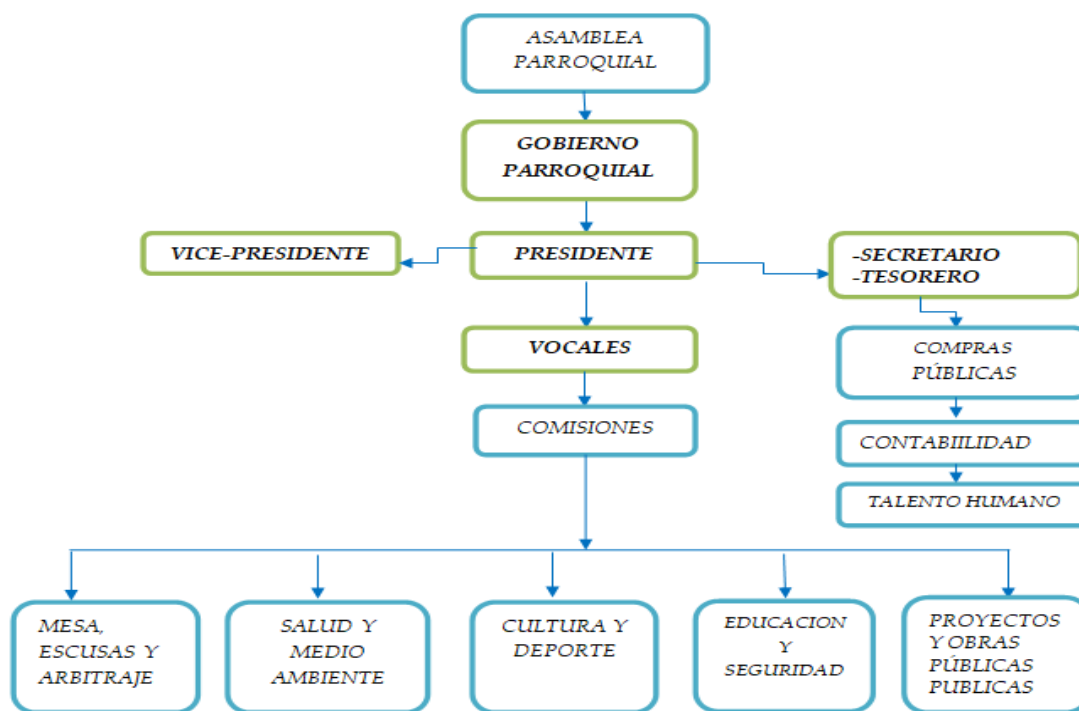 ASAMBLEA
PARROQUIAL
GOBIERNO
PARROQUIAL
VICE-PRESIDENTE
PRESIDENTE
-SECRETARIO
-TESORERO
VOCALES
COMPRAS
PÚBLICAS
COMISIONES
CONTABIILIDAD
TALENTO HUMANO
MESA,
ESCUSAS Y
ARBITRAJE
SALUD Y
MEDIO
AMBIENTE
CULTURA Y
DEPORTE
EDUCACION
Y
SEGURIDAD
PROYECTOS
Y OBRAS
PÚBLICAS
PUBLICAS